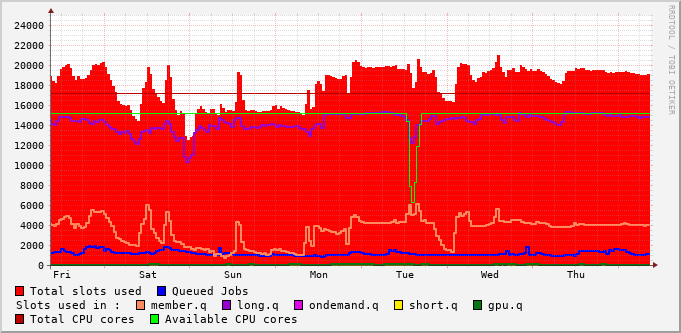 24000
22000
20000
18000
16000
14000
12000
10000
8000
6000
4000
2000
0
Fri Sat Sun Mon Tue Wed Thu
RRDTOOL / TOBI OETIKER
Total slots used Queued Jobs
Slots used in : member.q long.q ondemand.q short.q gpu.q
Total CPU cores Available CPU cores